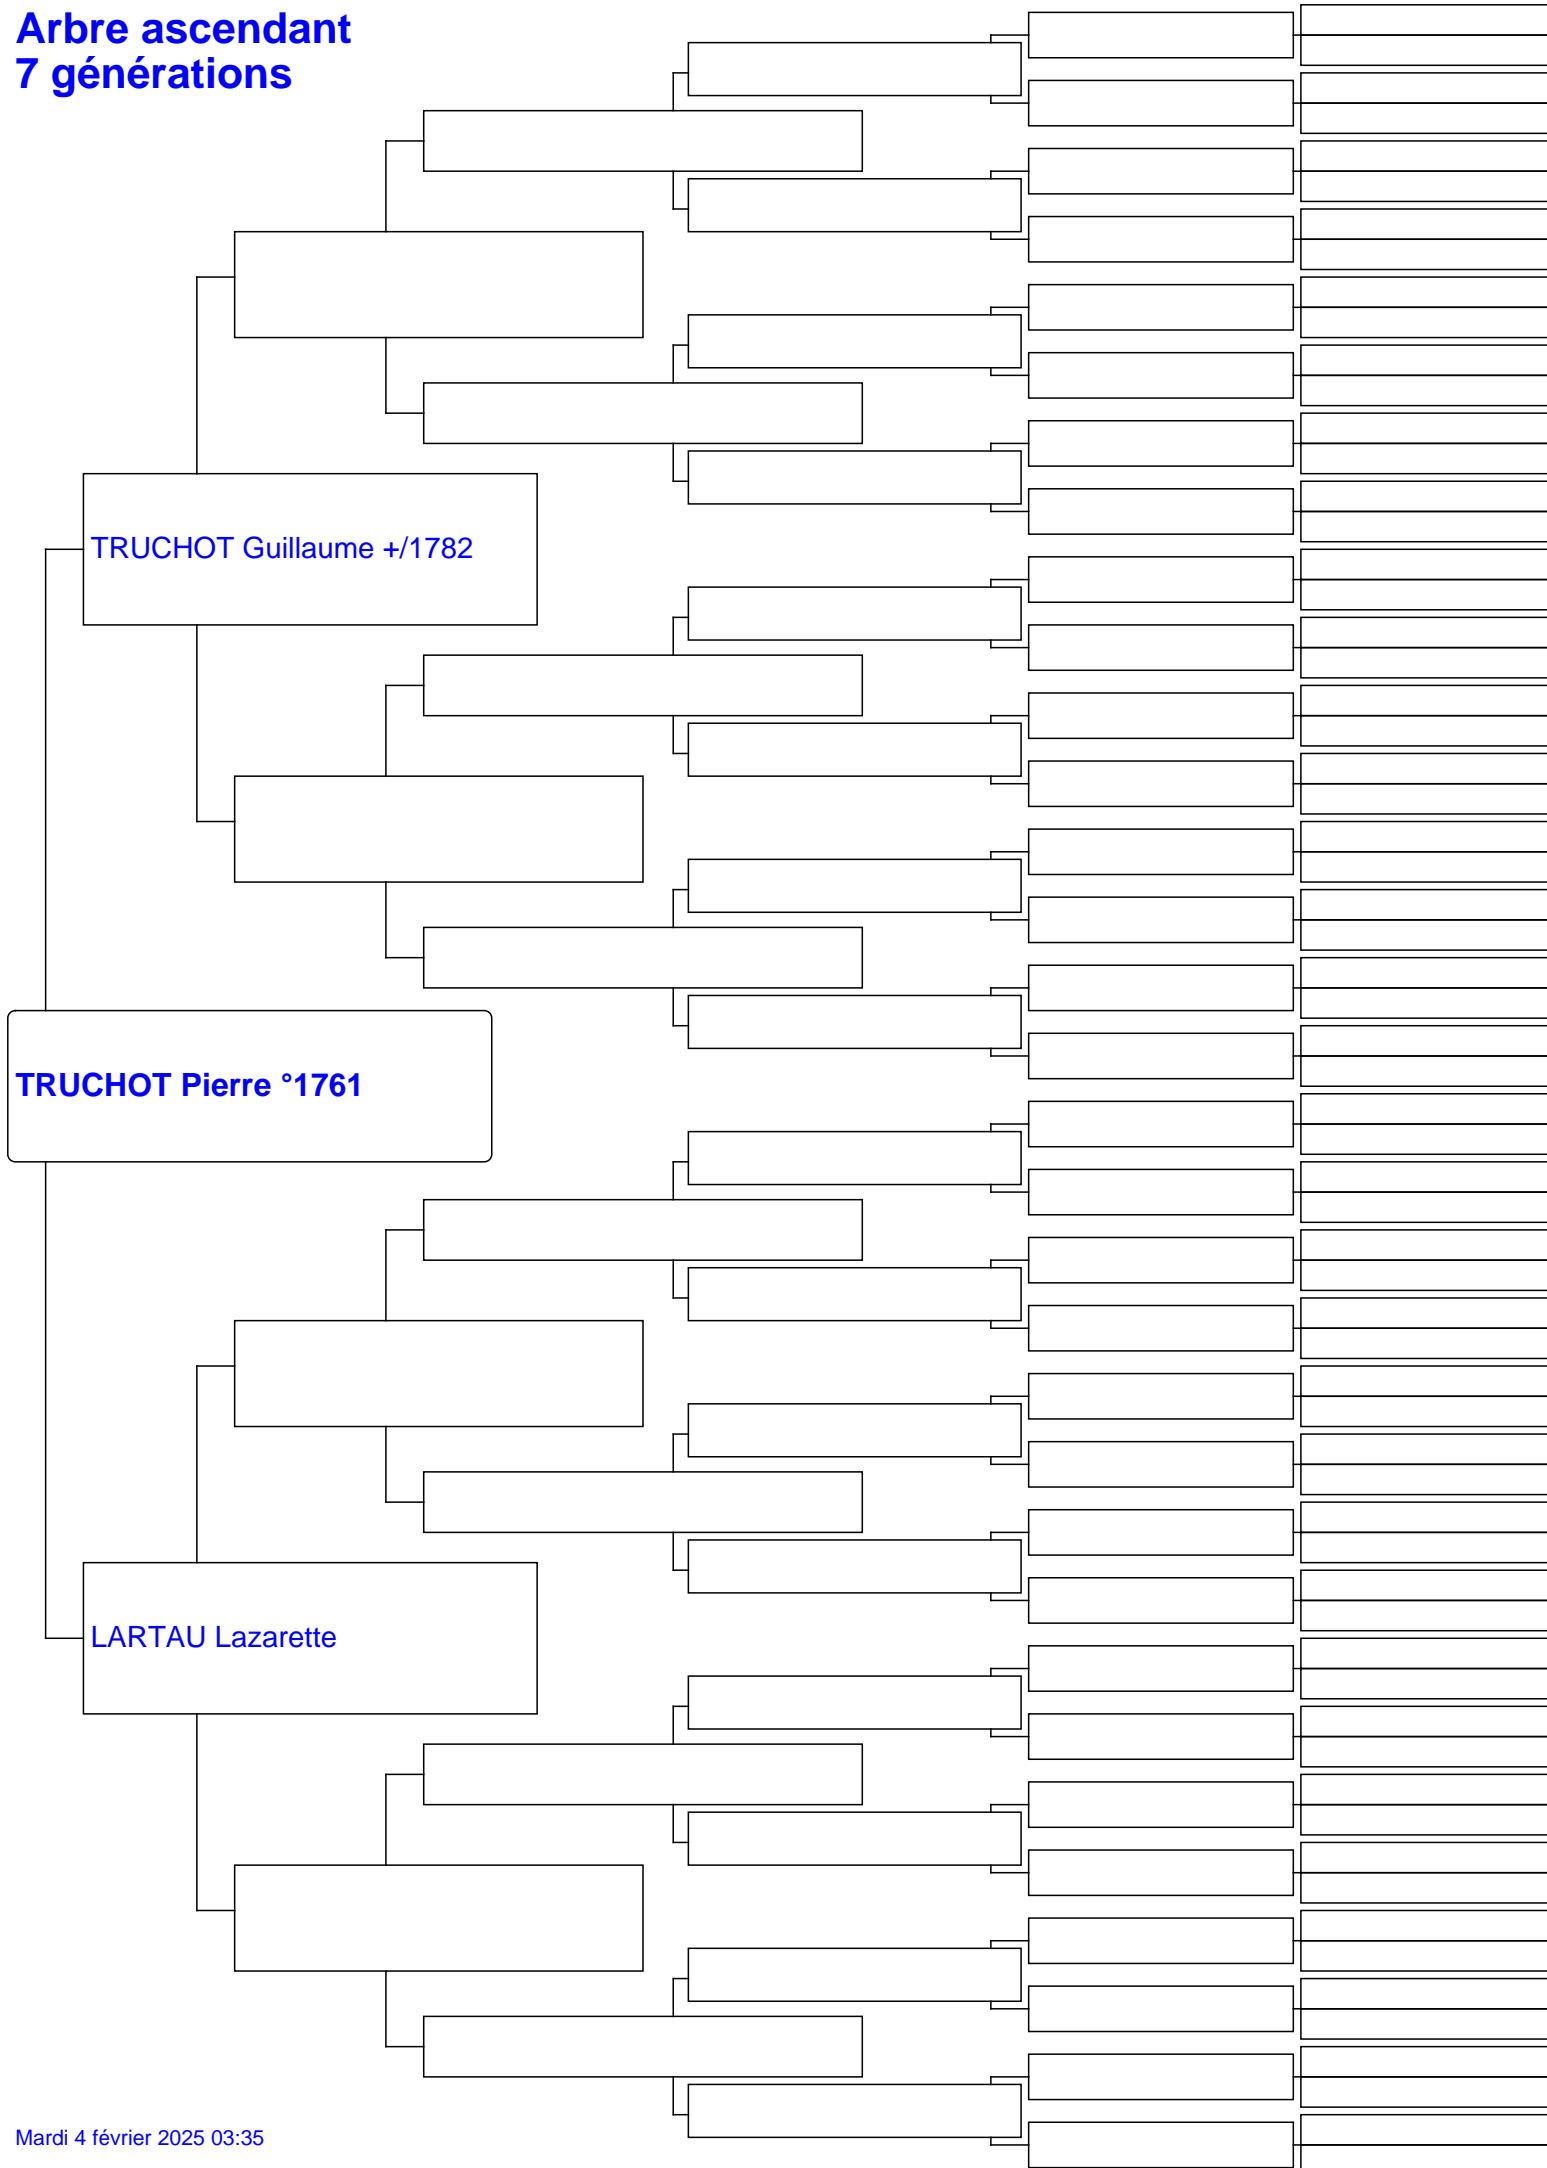 Arbre ascendant
7 générations
TRUCHOT Guillaume +/1782
TRUCHOT Pierre °1761
LARTAU Lazarette
Mardi 4 février 2025 03:35